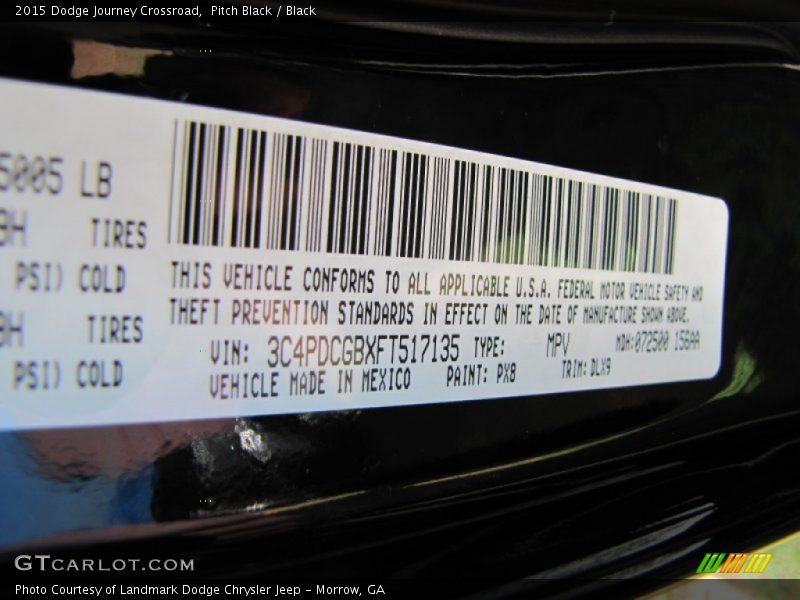 2015 Dodge Journey Crossroad, Pitch Black / Black
5005 LB
TIRES
PSI) COLD
TIRES
PSI) COLD
THIS VEHICLE CONFORMS TO ALL APPLICABLE U.S.A. FEDERAL MOTOR VEHICLE SAFETY AND
THEFT PREVENTION STANDARDS IN EFFECT ON THE DATE OF MANUFACTURE SHOWN ABOVE.
VIN: 3C4PDCGBXFT517135 TYPE: MPV MDH:072500 156AA
VEHICLE MADE IN MEXICO PAINT: PX8 TRIM:DLX9
GTCARLOT.COM
Photo Courtesy of Landmark Dodge Chrysler Jeep - Morrow, GA